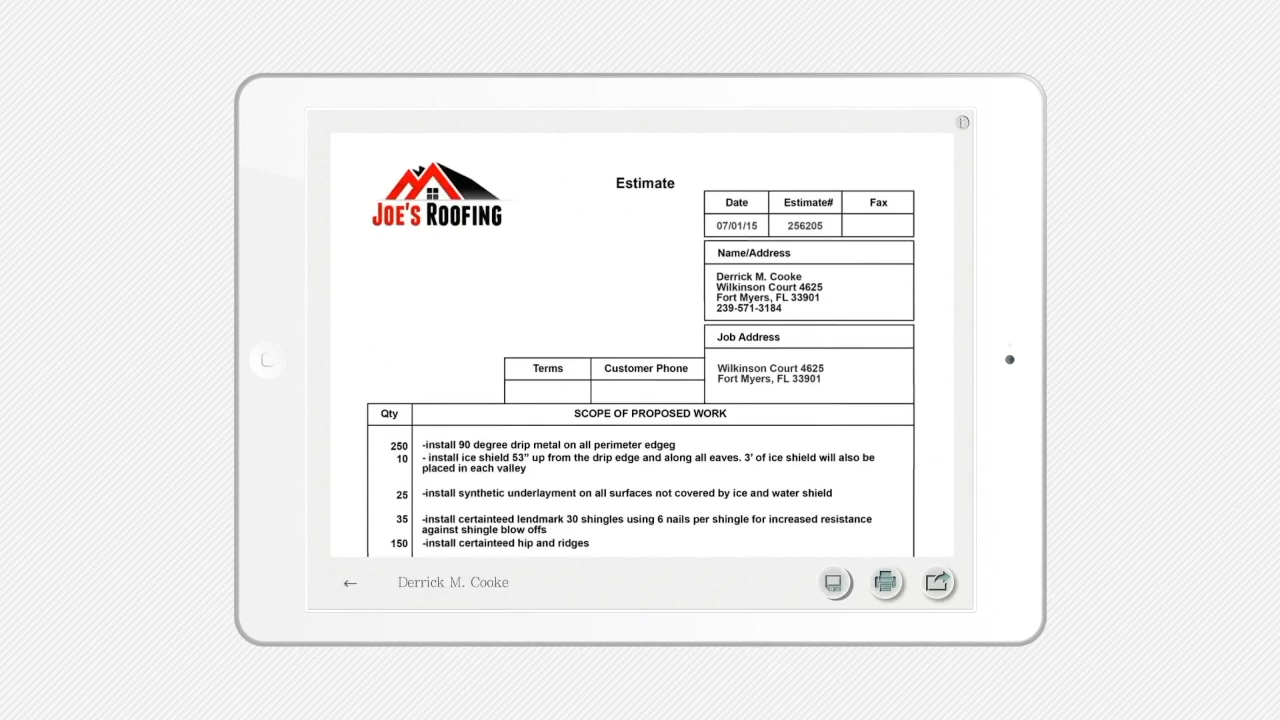 JOE'S ROOFING
Estimate
Date Estimate# Fax
07/01/15 256205
Name/Address
Derrick M. Cooke
Wilkinson Court 4625
Fort Myers, FL 33901
239-571-3184
Job Address
Wilkinson Court 4625
Fort Myers, FL 33901
Terms Customer Phone
Qty SCOPE OF PROPOSED WORK
250 -install 90 degree drip metal on all perimeter edgeg
10 - install ice shield 53” up from the drip edge and along all eaves. 3’ of ice shield will also be
placed in each valley
25 -install synthetic underlayment on all surfaces not covered by ice and water shield
35 -install certainteed lendmark 30 shingles using 6 nails per shingle for increased resistance
against shingle blow offs
150 -install certainteed hip and ridges
← Derrick M. Cooke